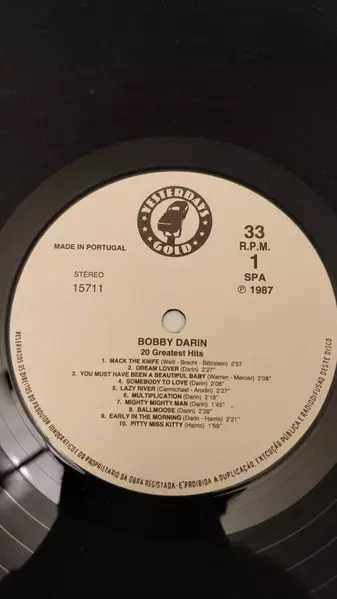 YESTERDAYS
GOLD
MADE IN PORTUGAL
33
R.P.M.
STÉREO
15711
1
SPA
℗ 1987
BOBBY DARIN
20 Greatest Hits
1. MACK THE KNIFE (Weill - Brecht - Blitzstein) 2'57
2. DREAM LOVER (Darin) 2'27"
3. YOU MUST HAVE BEEN A BEAUTIFUL BABY (Warren - Mercer) 2'06"
4. SOMEBODY TO LOVE (Darin) 2'06"
5. LAZY RIVER (Carmichael - Arodin) 2'27"
6. MULTIPLICATION (Darin) 2'18"
7. MIGHTY MIGHTY MAN (Darin) 1'45"
8. BALLMOOSE (Darin) 2'28"
9. EARLY IN THE MORNING (Darin - Harris) 2'21"
10. PITTY MISS KITTY (Harris) 1'59"
RESERVADOS OS DIREITOS DO PRODUTOR FONOGRÁFICO E DO PROPRIETÁRIO DA OBRA REGISTADA-É PROIBIDA A DUPLICAÇÃO, EXECUÇÃO PÚBLICA E RADIODIFUSÃO DESTE DISCO